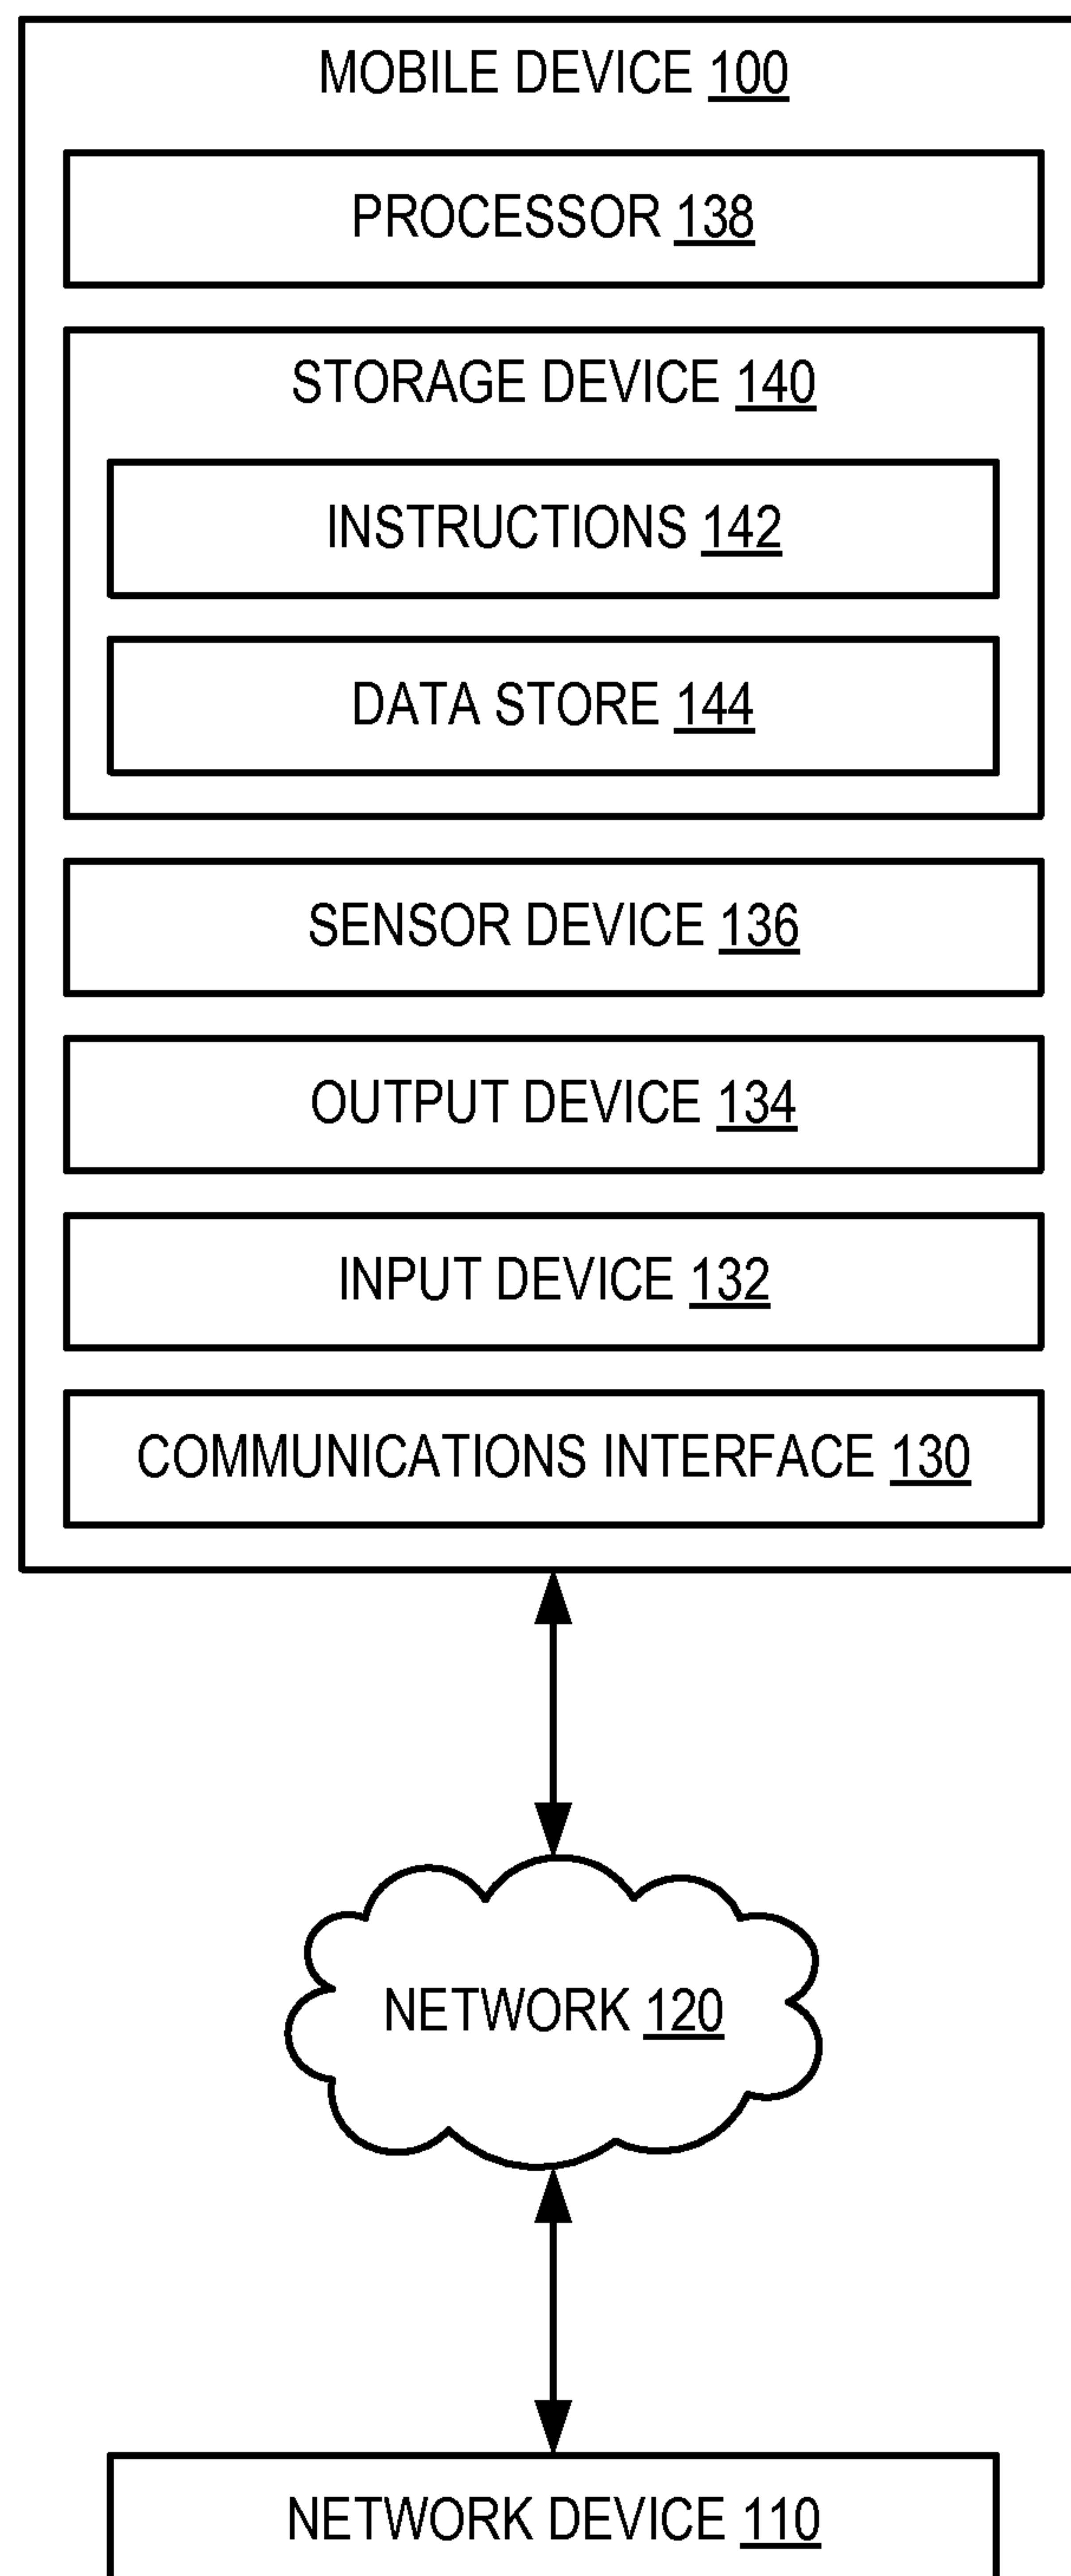 MOBILE DEVICE 100
PROCESSOR 138
STORAGE DEVICE 140
INSTRUCTIONS 142
DATA STORE 144
SENSOR DEVICE 136
OUTPUT DEVICE 134
INPUT DEVICE 132
COMMUNICATIONS INTERFACE 130
NETWORK 120
NETWORK DEVICE 110